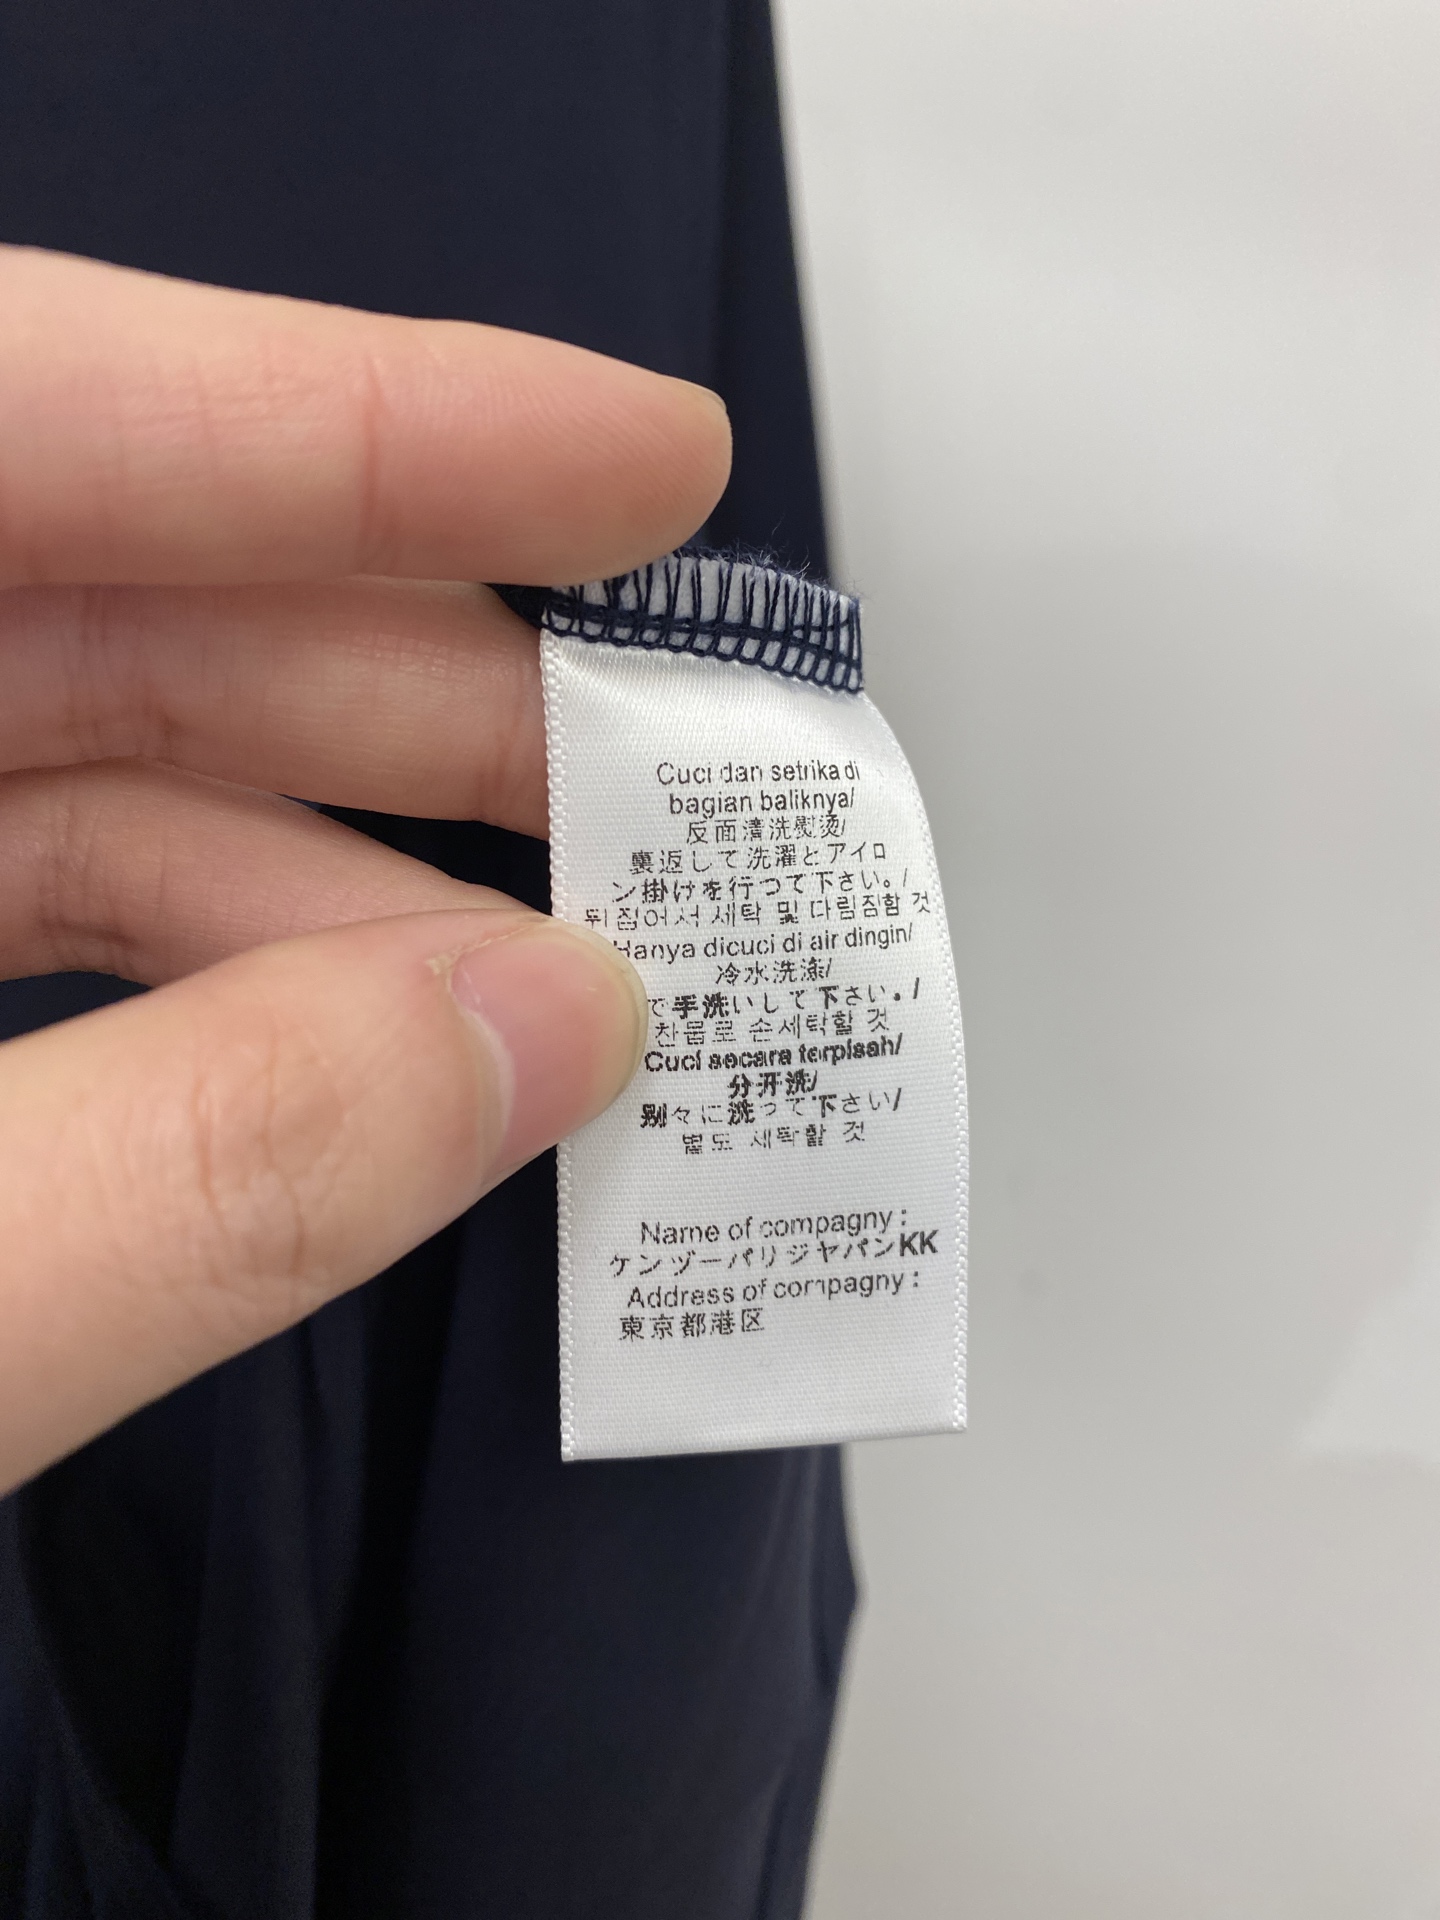 Cuci dan setrika di
bagian baliknya/
反面清洗熨烫/
裏返して洗濯とアイロ
ン掛けを行つて下さい。/
뒤집어서 세탁 및 다림짐함 것
Hanya dicuci di air dingin/
冷水洗涤/
で手洗いして下さい。/
찬물로 손세탁할 것
Cuci secara terpisah/
分开洗/
别々に洗って下さい/
별도 세탁할 것
Name of compagny :
ケンヅーパリジャパンKK
Address of compagny :
東京都港区